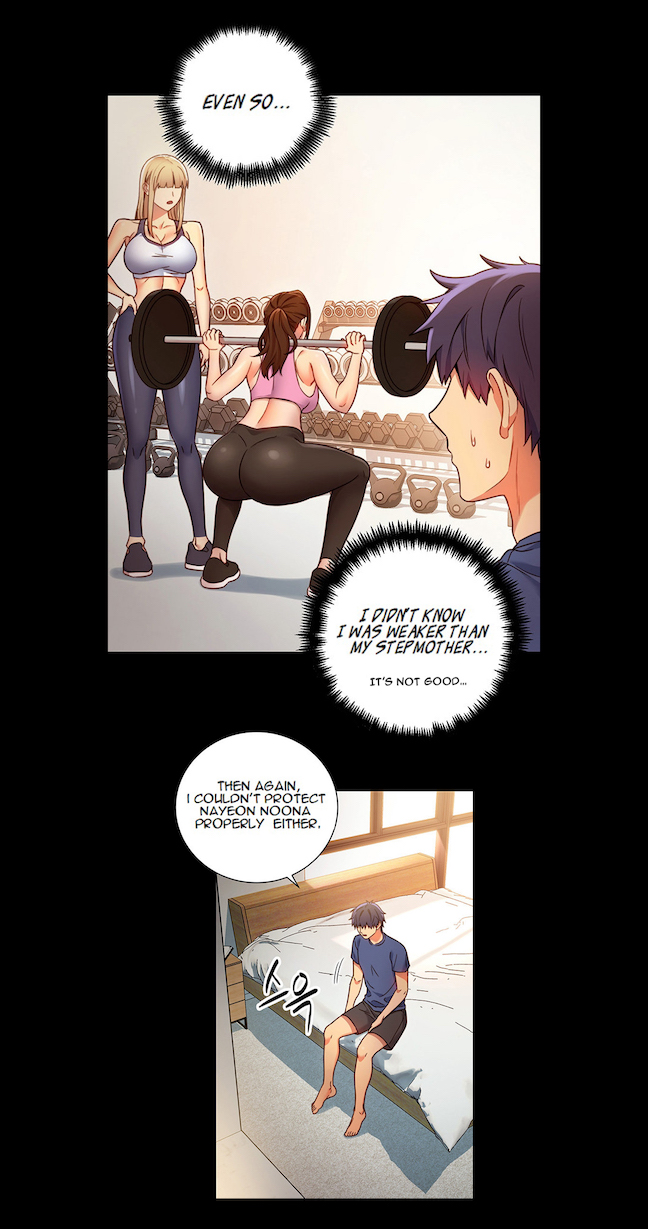 EVEN SO...
I DIDN'T KNOW
I WAS WEAKER THAN
MY STEPMOTHER...
IT'S NOT GOOD...
THEN AGAIN,
I COULDN'T PROTECT
NAYEON NOONA
PROPERLY EITHER.
스윽